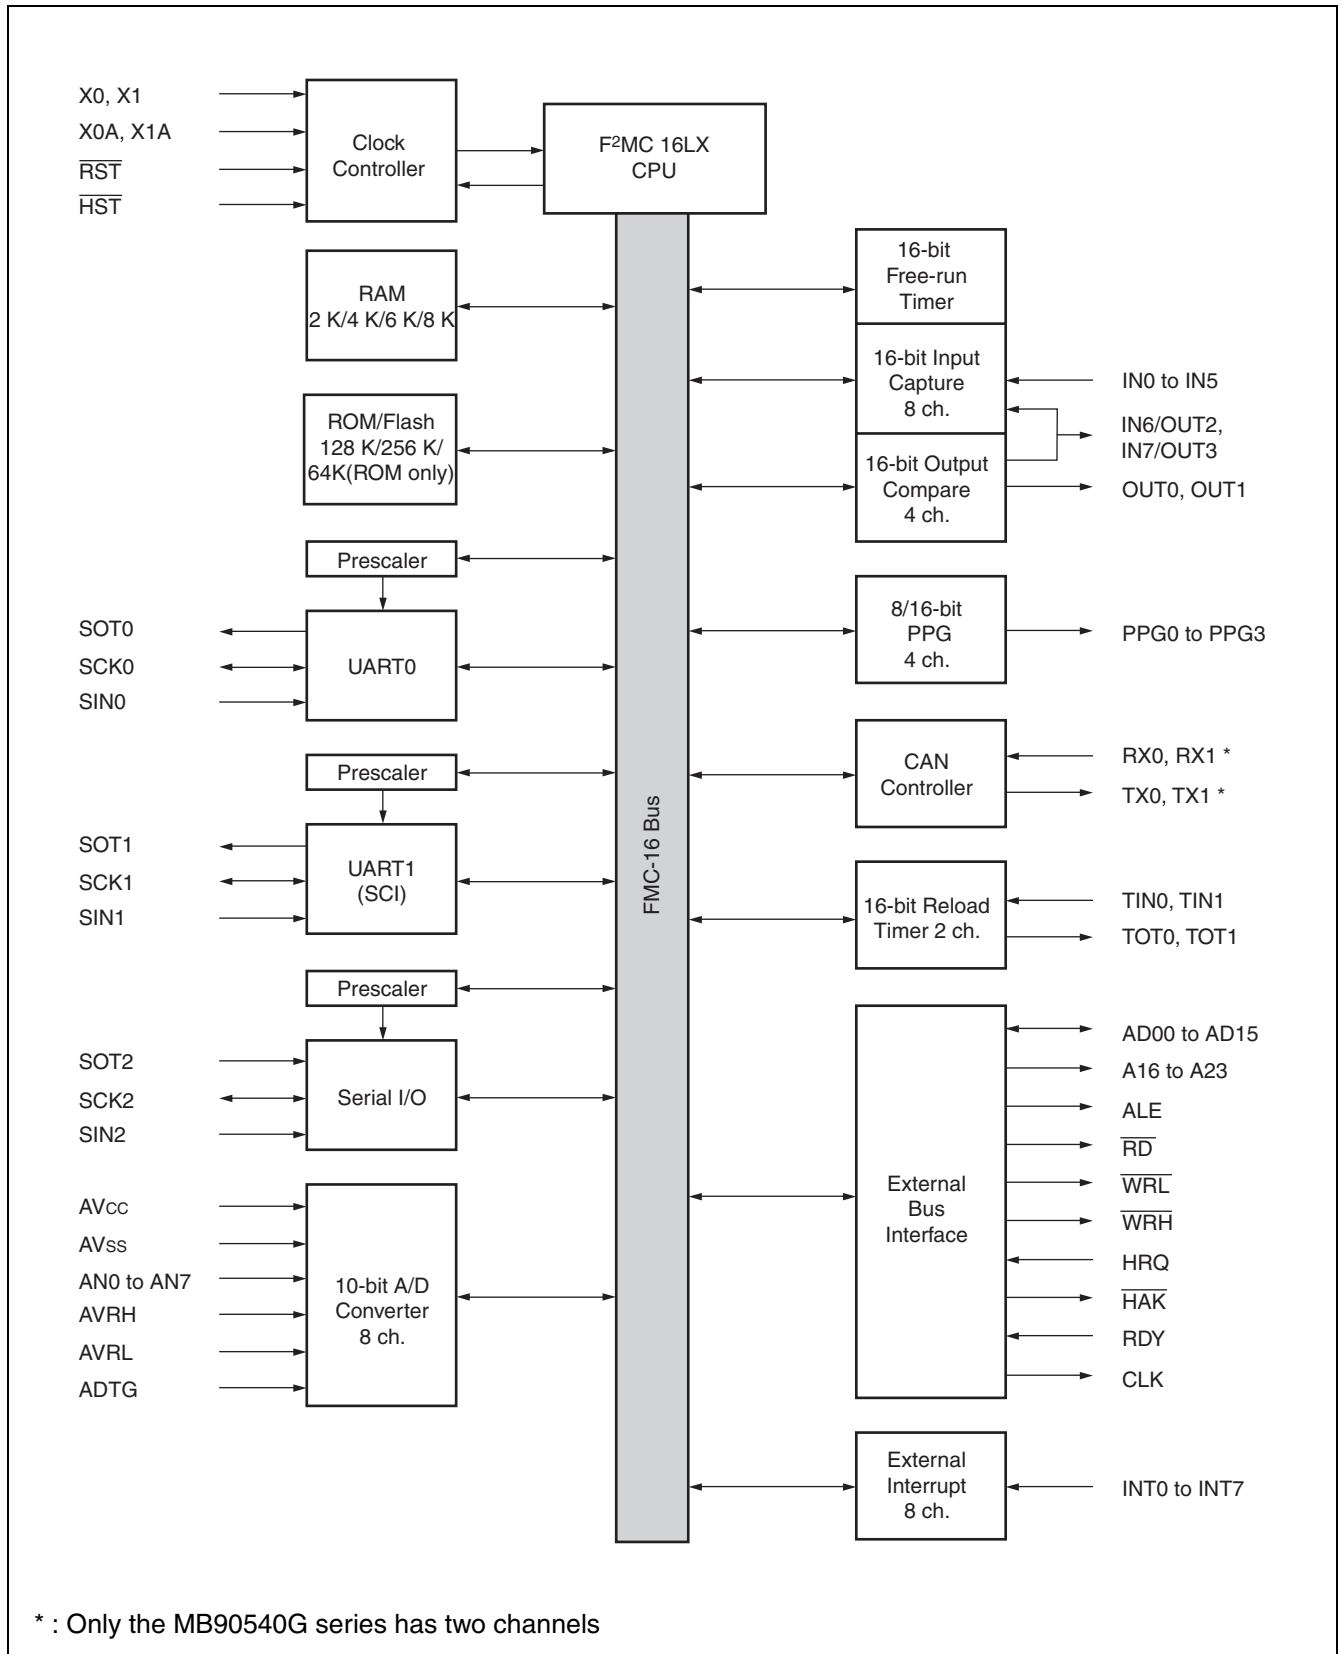 X0, X1
X0A, X1A
RST
HST
Clock
Controller
F2MC 16LX
CPU
RAM
2 K/4 K/6 K/8 K
ROM/Flash
128 K/256 K/
64K(ROM only)
Prescaler
SOT0
SCK0
SIN0
UART0
Prescaler
SOT1
SCK1
SIN1
UART1
(SCI)
Prescaler
SOT2
SCK2
SIN2
Serial I/O
AVCC
AVSS
AN0 to AN7
AVRH
AVRL
ADTG
10-bit A/D
Converter
8 ch.
FMC-16 Bus
16-bit
Free-run
Timer
16-bit Input
Capture
8 ch.
16-bit Output
Compare
4 ch.
IN0 to IN5
IN6/OUT2,
IN7/OUT3
OUT0, OUT1
8/16-bit
PPG
4 ch.
PPG0 to PPG3
CAN
Controller
RX0, RX1 *
TX0, TX1 *
16-bit Reload
Timer 2 ch.
TIN0, TIN1
TOT0, TOT1
External
Bus
Interface
AD00 to AD15
A16 to A23
ALE
RD
WRL
WRH
HRQ
HAK
RDY
CLK
External
Interrupt
8 ch.
INT0 to INT7
* : Only the MB90540G series has two channels